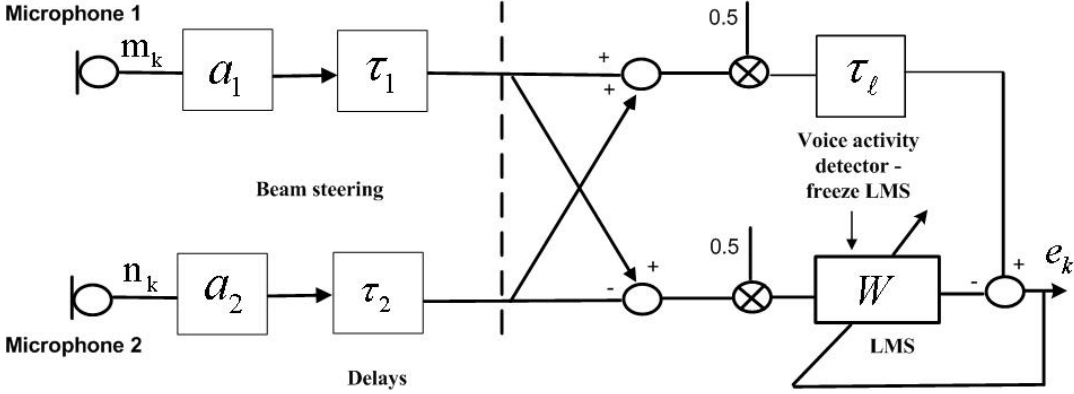 Microphone 1
m_k
a_1
τ_1
+
+
0.5
τ_ℓ
Voice activity
detector -
freeze LMS
Beam steering
n_k
a_2
τ_2
+
-
0.5
W
-
+
e_k
LMS
Microphone 2
Delays